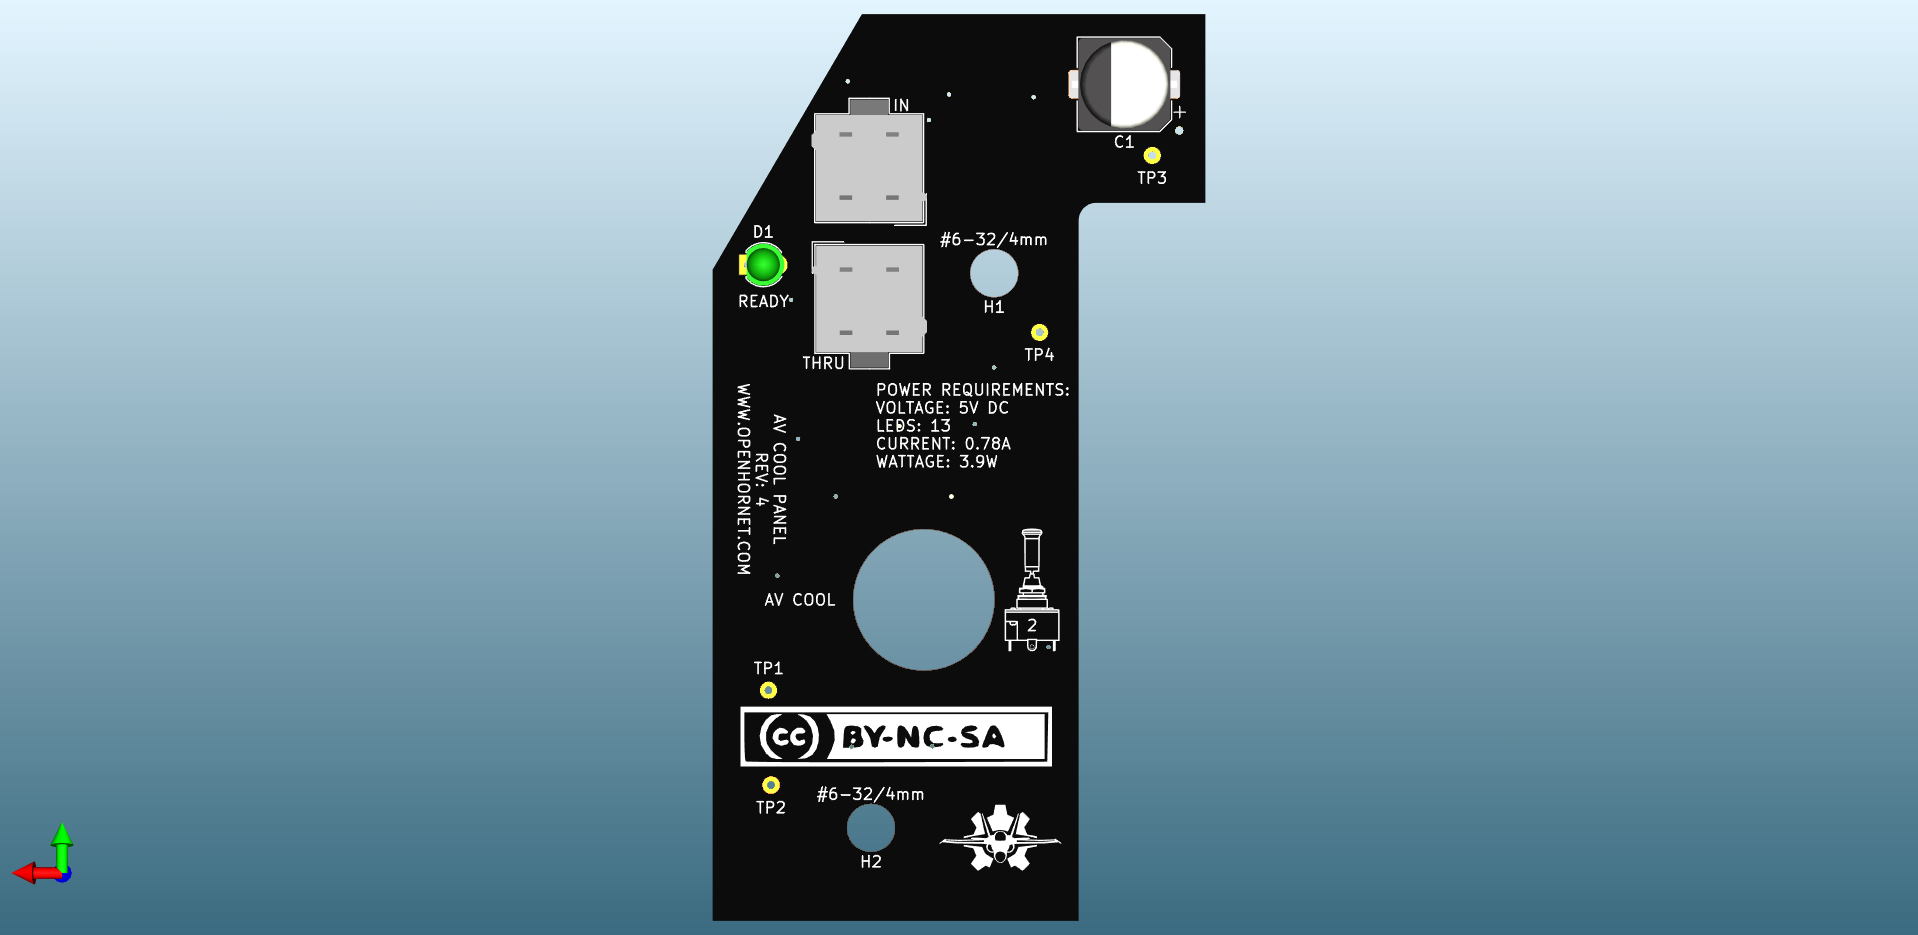 IN
+
C1
TP3
D1
#6-32/4mm
READY
H1
TP4
THRU
POWER REQUIREMENTS:
VOLTAGE: 5V DC
LEDS: 13
CURRENT: 0.78A
WATTAGE: 3.9W
AV COOL PANEL
REV: 4
WWW.OPENHORNET.COM
AV COOL
2
TP1
cc BY-NC-SA
TP2
#6-32/4mm
H2